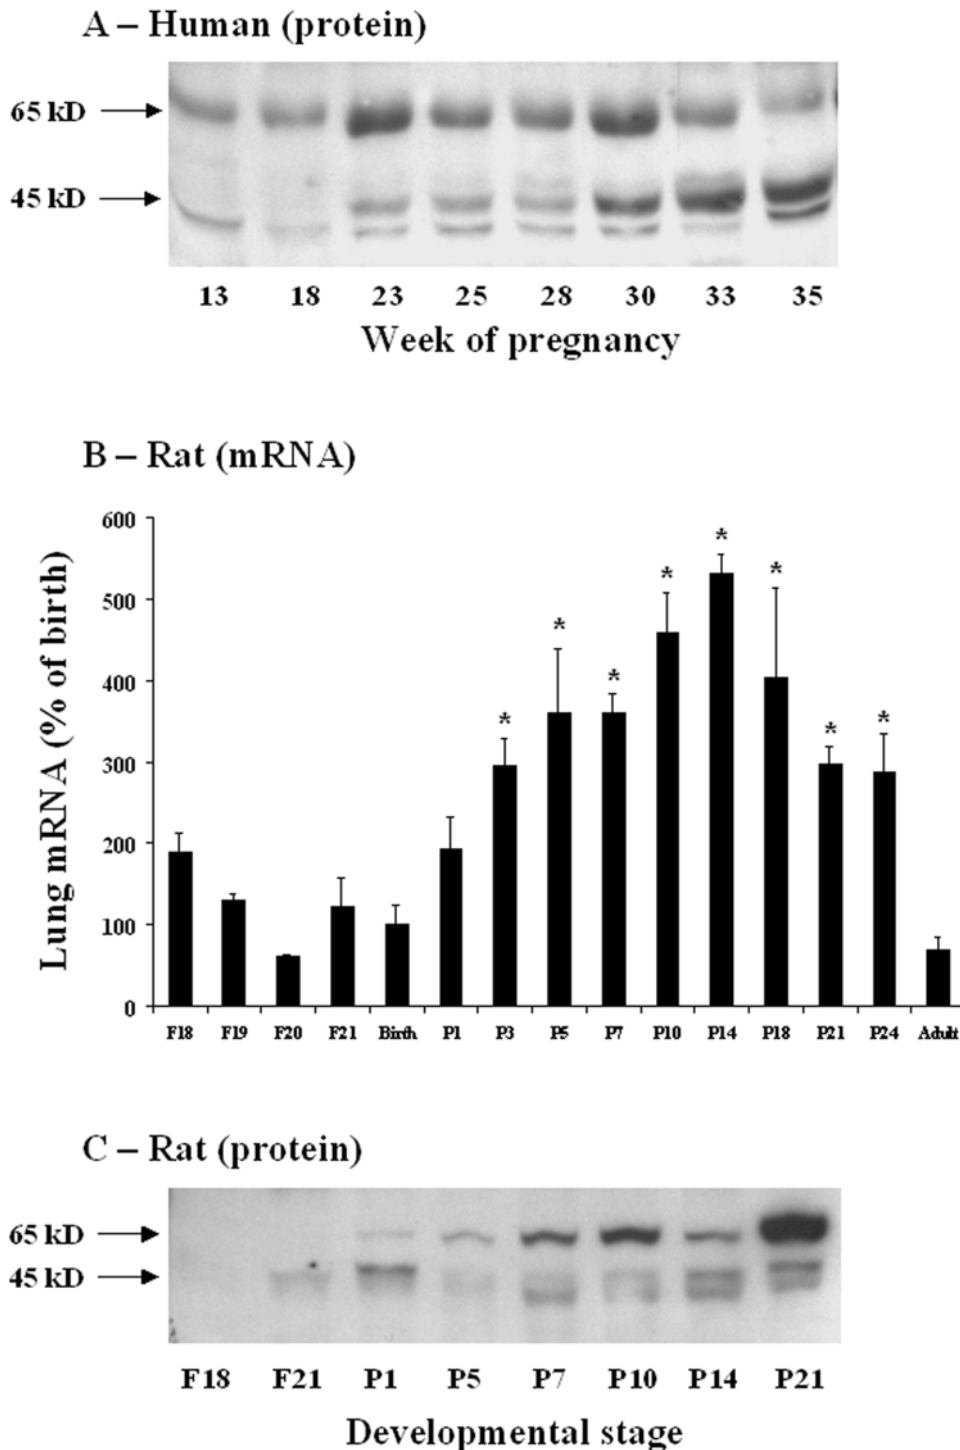 A – Human (protein)
65 kD
45 kD
13 18 23 25 28 30 33 35
Week of pregnancy
B – Rat (mRNA)
Lung mRNA (% of birth)
600
500
400
300
200
100
0
* * * * * * * *
F18 F19 F20 F21 Birth P1 P3 P5 P7 P10 P14 P18 P21 P24 Adult
C – Rat (protein)
65 kD
45 kD
F18 F21 P1 P5 P7 P10 P14 P21
Developmental stage